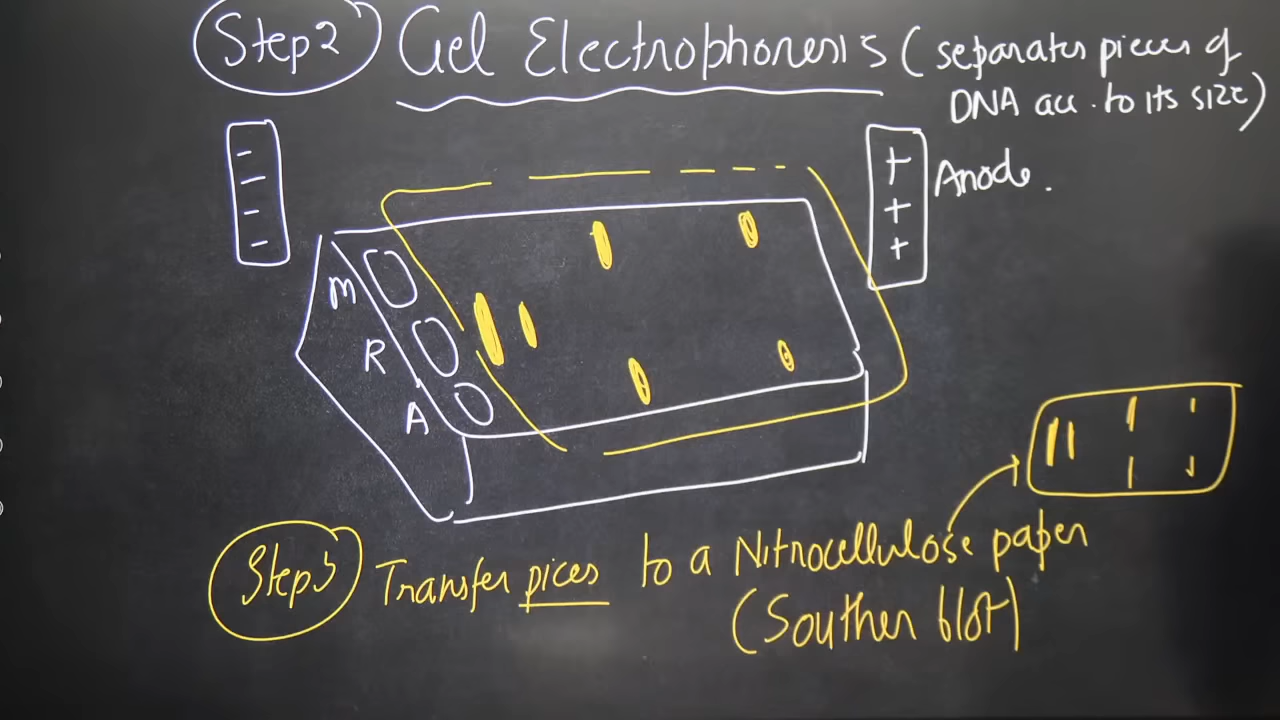 Step 2 Gel Electrophoresis ( separates pieces of
DNA acc. to its size )
- - - -
+ + +
Anode.
M
R
A
Step 3 Transfer pices to a Nitrocellulose paper
(Southen blot)